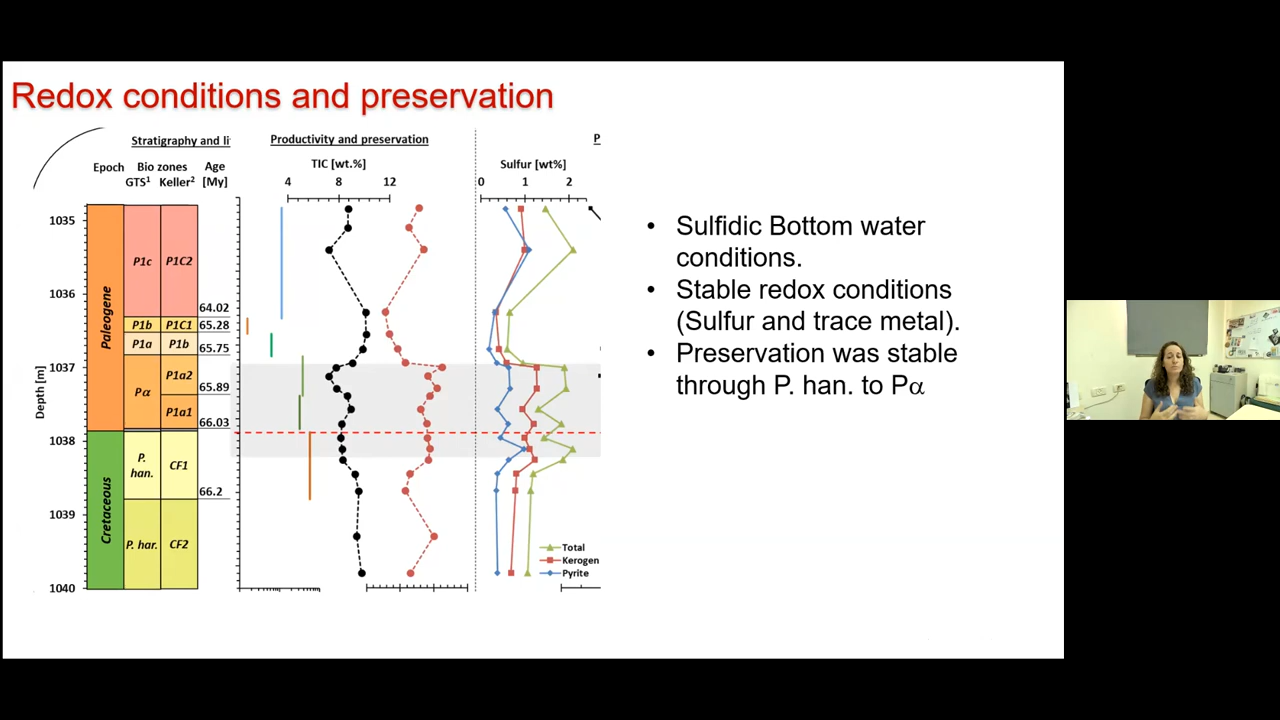 Redox conditions and preservation
Stratigraphy and li
Productivity and preservation
P
Epoch
Bio zones
Age
TIC [wt.%]
Sulfur [wt%]
GTS¹ Keller²
[My]
4 8 12
0 1 2
Depth [m]
1035
1036
1037
1038
1039
1040
Paleogene
Cretaceous
P1c P1C2
64.02
P1b P1C1
65.28
P1a P1b
65.75
Pα
P1a2
65.89
P1a1
66.03
P. han.
CF1
66.2
P. har.
CF2
Total
Kerogen
Pyrite
• Sulfidic Bottom water
conditions.
• Stable redox conditions
(Sulfur and trace metal).
• Preservation was stable
through P. han. to Pα